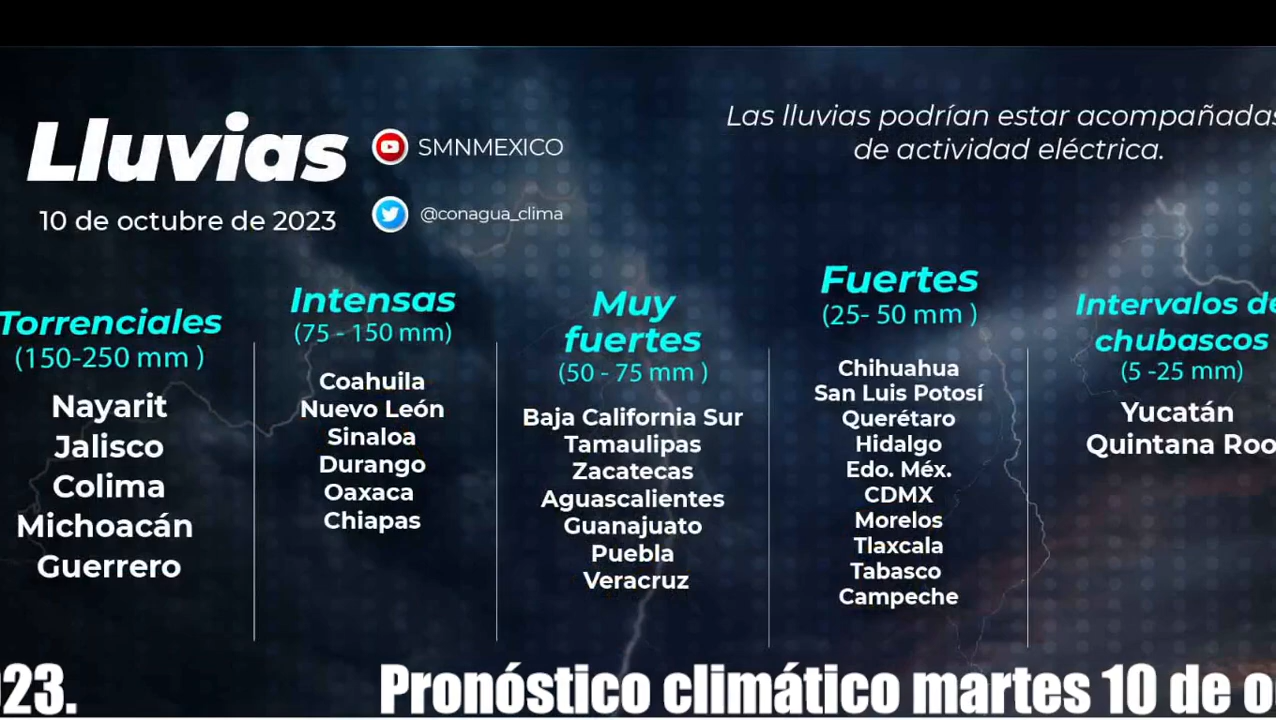 Lluvias
10 de octubre de 2023
SMNMEXICO
@conagua_clima
Las lluvias podrían estar acompañadas
de actividad eléctrica.
Torrenciales
(150-250 mm )
Nayarit
Jalisco
Colima
Michoacán
Guerrero
Intensas
(75 - 150 mm)
Coahuila
Nuevo León
Sinaloa
Durango
Oaxaca
Chiapas
Muy
fuertes
(50 - 75 mm )
Baja California Sur
Tamaulipas
Zacatecas
Aguascalientes
Guanajuato
Puebla
Veracruz
Fuertes
(25- 50 mm )
Chihuahua
San Luis Potosí
Querétaro
Hidalgo
Edo. Méx.
CDMX
Morelos
Tlaxcala
Tabasco
Campeche
Intervalos de
chubascos
(5 -25 mm)
Yucatán
Quintana Roo
23.
Pronóstico climático martes 10 de o